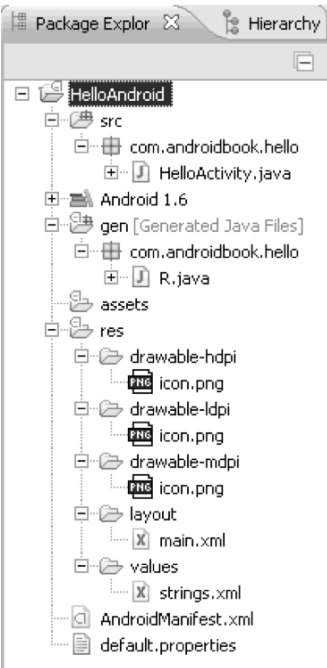 Package Explor Hierarchy
HelloAndroid
src
com.androidbook.hello
HelloActivity.java
Android 1.6
gen [Generated Java Files]
com.androidbook.hello
R.java
assets
res
drawable-hdpi
PNG icon.png
drawable-ldpi
PNG icon.png
drawable-mdpi
PNG icon.png
layout
X main.xml
values
X strings.xml
AndroidManifest.xml
default.properties